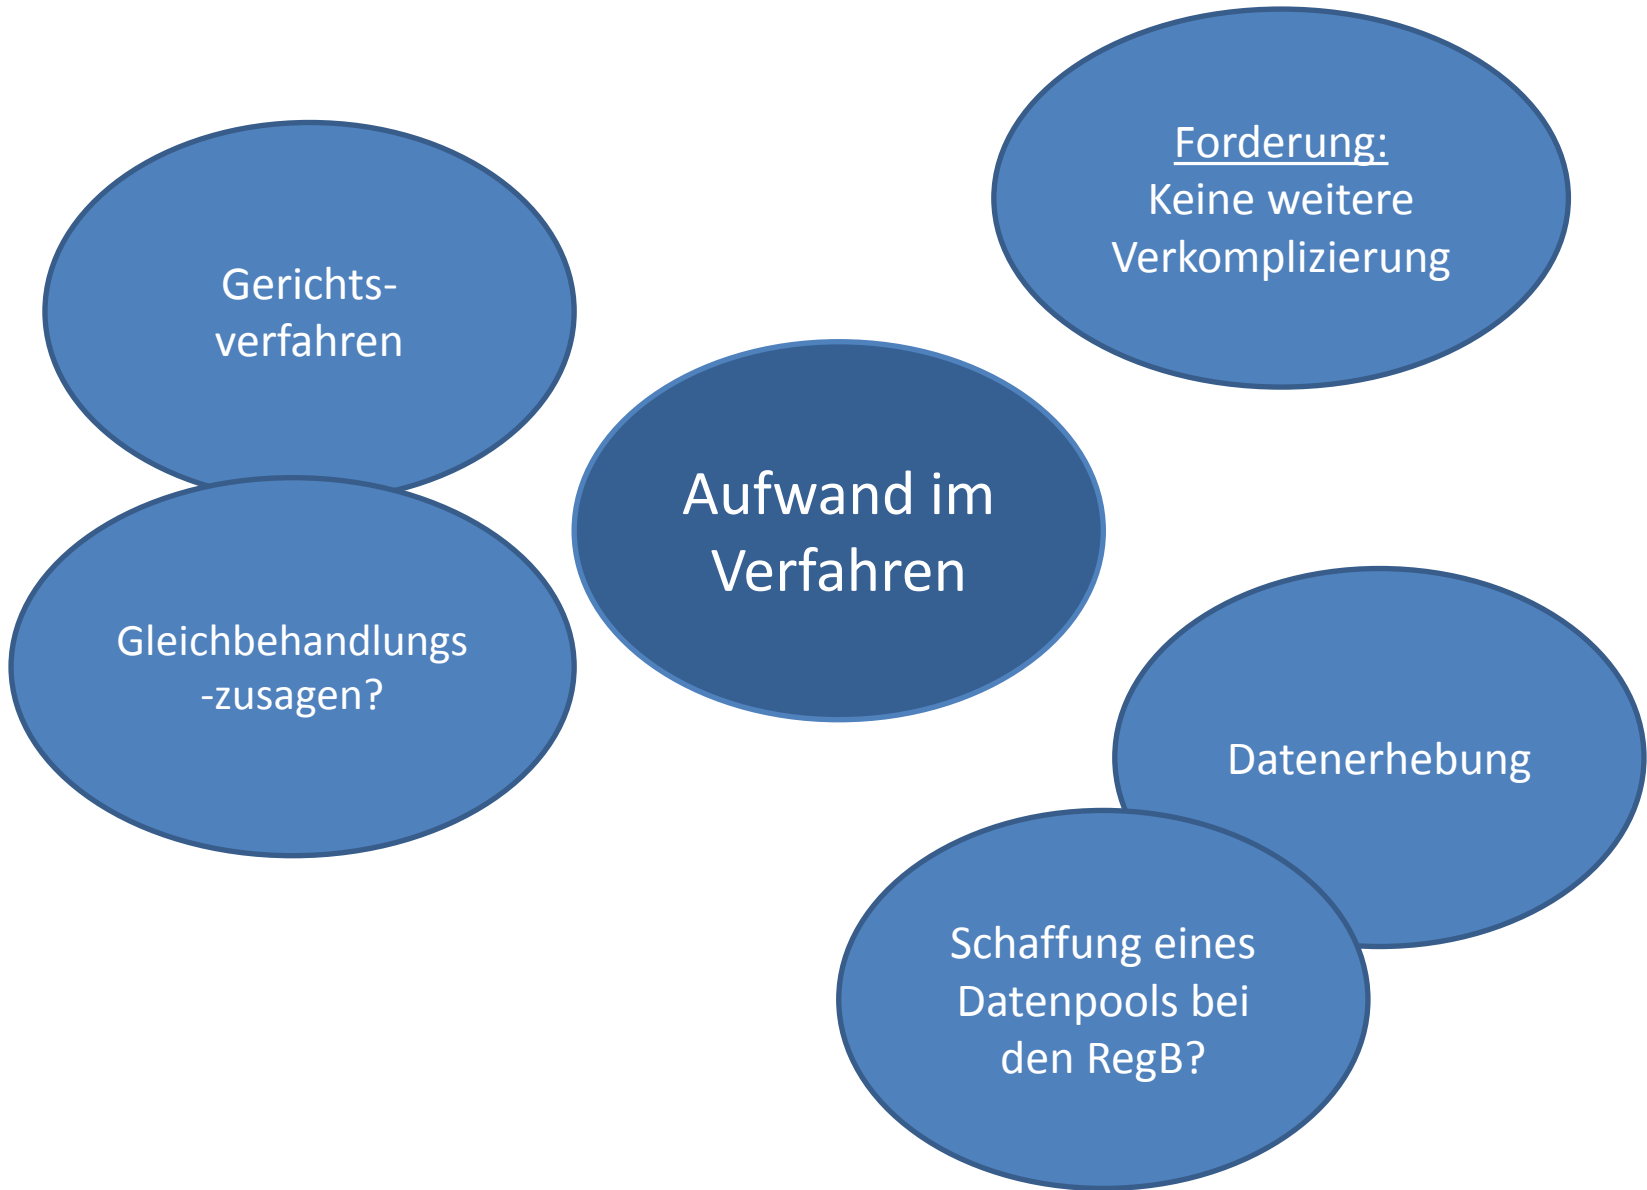 Forderung:
Keine weitere
Verkomplizierung
Gerichts-
verfahren
Aufwand im
Verfahren
Gleichbehandlungs
-zusagen?
Datenerhebung
Schaffung eines
Datenpools bei
den RegB?